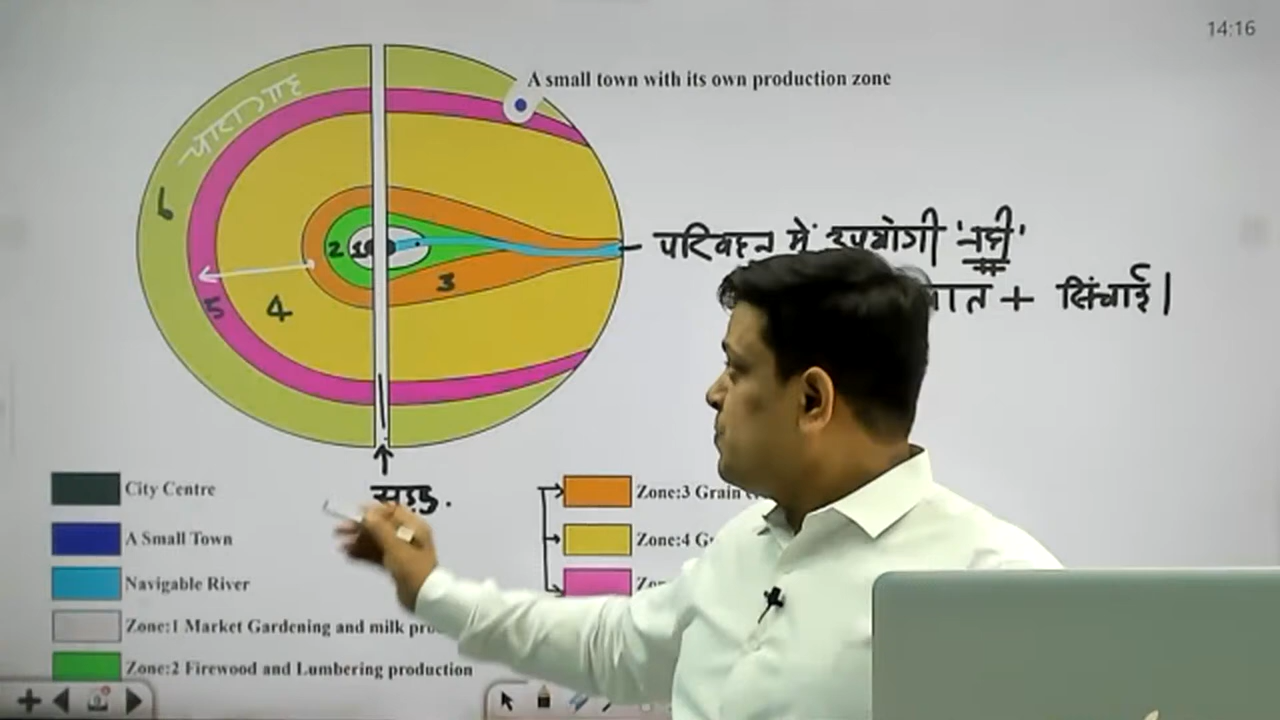 14:16
A small town with its own production zone
चारागाह
6
परिवहन में उपयोगी 'नदी'
2
1
3
+ सिंचाई।
5
4
City Centre
सड़क.
Zone:3 Grain
A Small Town
Zone:4
Navigable River
Zone:1 Market Gardening and milk
Zone:2 Firewood and Lumbering production